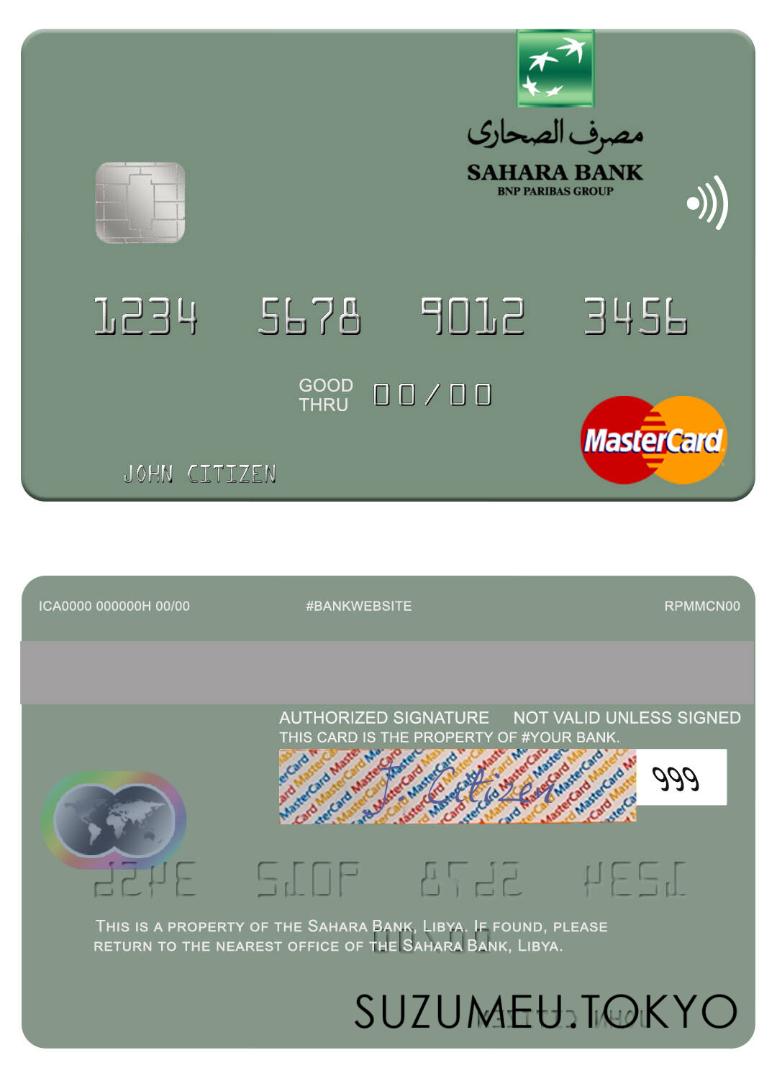 مصرف الصحارى
SAHARA BANK
BNP PARIBAS GROUP
1234 5678 9012 3456
GOOD THRU 00/00
MasterCard
JOHN CITIZEN
ICA0000 000000H 00/00 #BANKWEBSITE RPMMCN00
AUTHORIZED SIGNATURE NOT VALID UNLESS SIGNED
THIS CARD IS THE PROPERTY OF #YOUR BANK.
J. Citizen 999
THIS IS A PROPERTY OF THE SAHARA BANK, LIBYA. IF FOUND, PLEASE
RETURN TO THE NEAREST OFFICE OF THE SAHARA BANK, LIBYA.
SUZUMEU.TOKYO